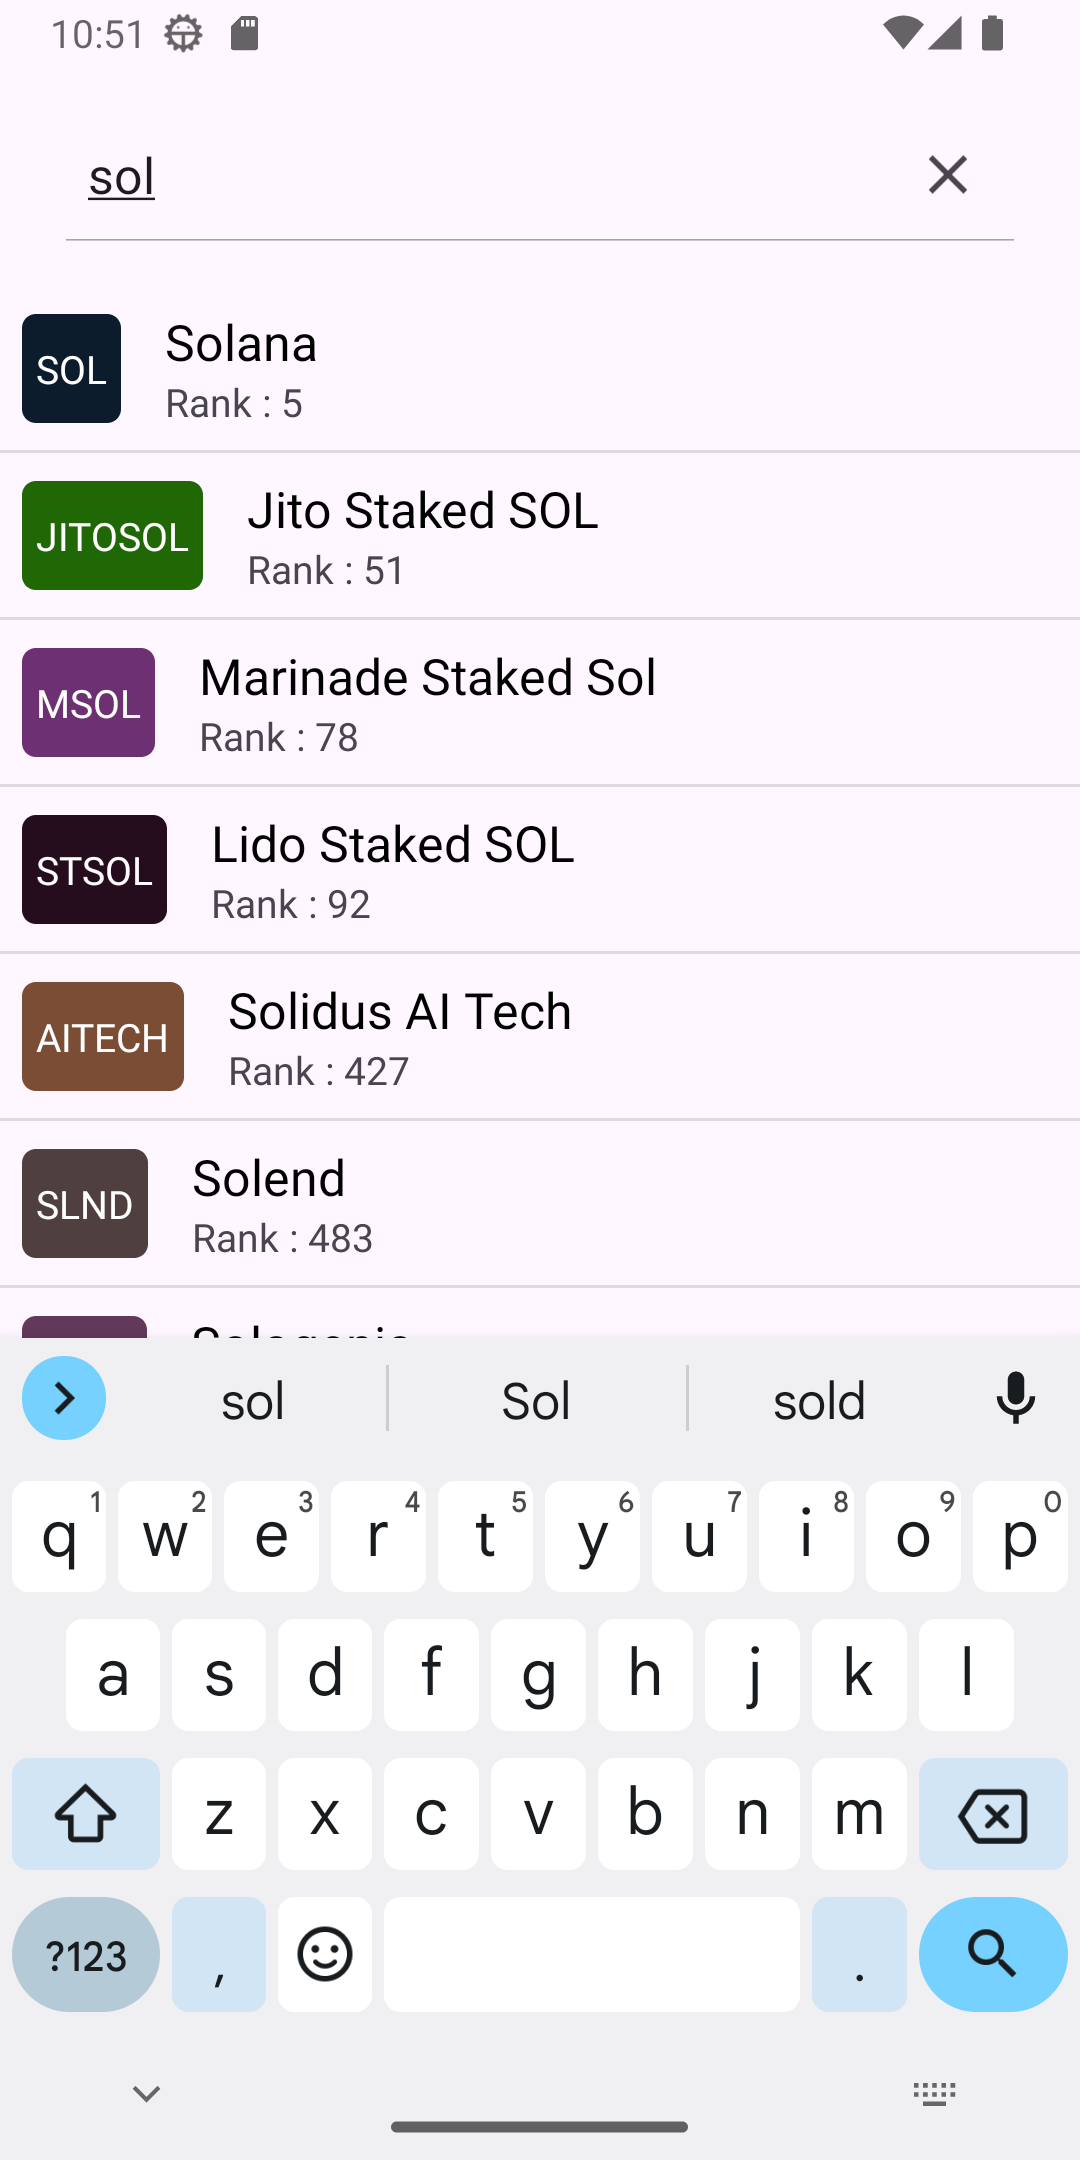 10:51
sol
SOL
Solana
Rank : 5
JITOSOL
Jito Staked SOL
Rank : 51
MSOL
Marinade Staked Sol
Rank : 78
STSOL
Lido Staked SOL
Rank : 92
AITECH
Solidus AI Tech
Rank : 427
SLND
Solend
Rank : 483
sol Sol sold
q 1 w 2 e 3 r 4 t 5 y 6 u 7 i 8 o 9 p 0
a s d f g h j k l
z x c v b n m
?123 , .